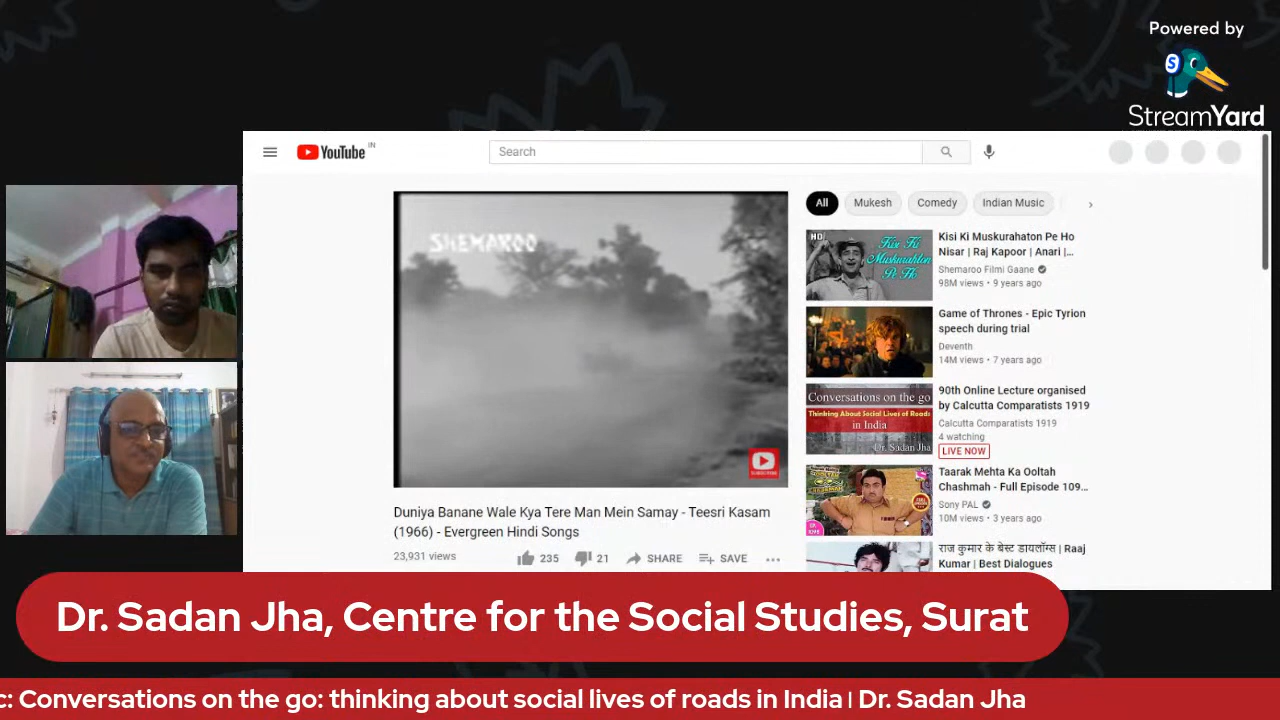 Powered by
S
StreamYard
YouTube IN
Search
SHEMAROO
Duniya Banane Wale Kya Tere Man Mein Samay - Teesri Kasam
(1966) - Evergreen Hindi Songs
23,931 views
235
21
SHARE
SAVE
All
Mukesh
Comedy
Indian Music
HD
Kisi Ki
Muskurahaton
Pe Ho
Kisi Ki Muskurahaton Pe Ho
Nisar | Raj Kapoor | Anari |...
Shemaroo Filmi Gaane
98M views • 9 years ago
Game of Thrones - Epic Tyrion
speech during trial
Deventh
14M views • 7 years ago
Conversations on the go
Thinking About Social Lives of Roads
in India
Dr. Sadan Jha
90th Online Lecture organised
by Calcutta Comparatists 1919
Calcutta Comparatists 1919
4 watching
LIVE NOW
Taarak Mehta Ka Ooltah
Chashmah - Full Episode 109...
Sony PAL
10M views • 3 years ago
राज कुमार के बेस्ट डायलॉग्स | Raaj
Kumar | Best Dialogues
Dr. Sadan Jha, Centre for the Social Studies, Surat
c: Conversations on the go: thinking about social lives of roads in India | Dr. Sadan Jha